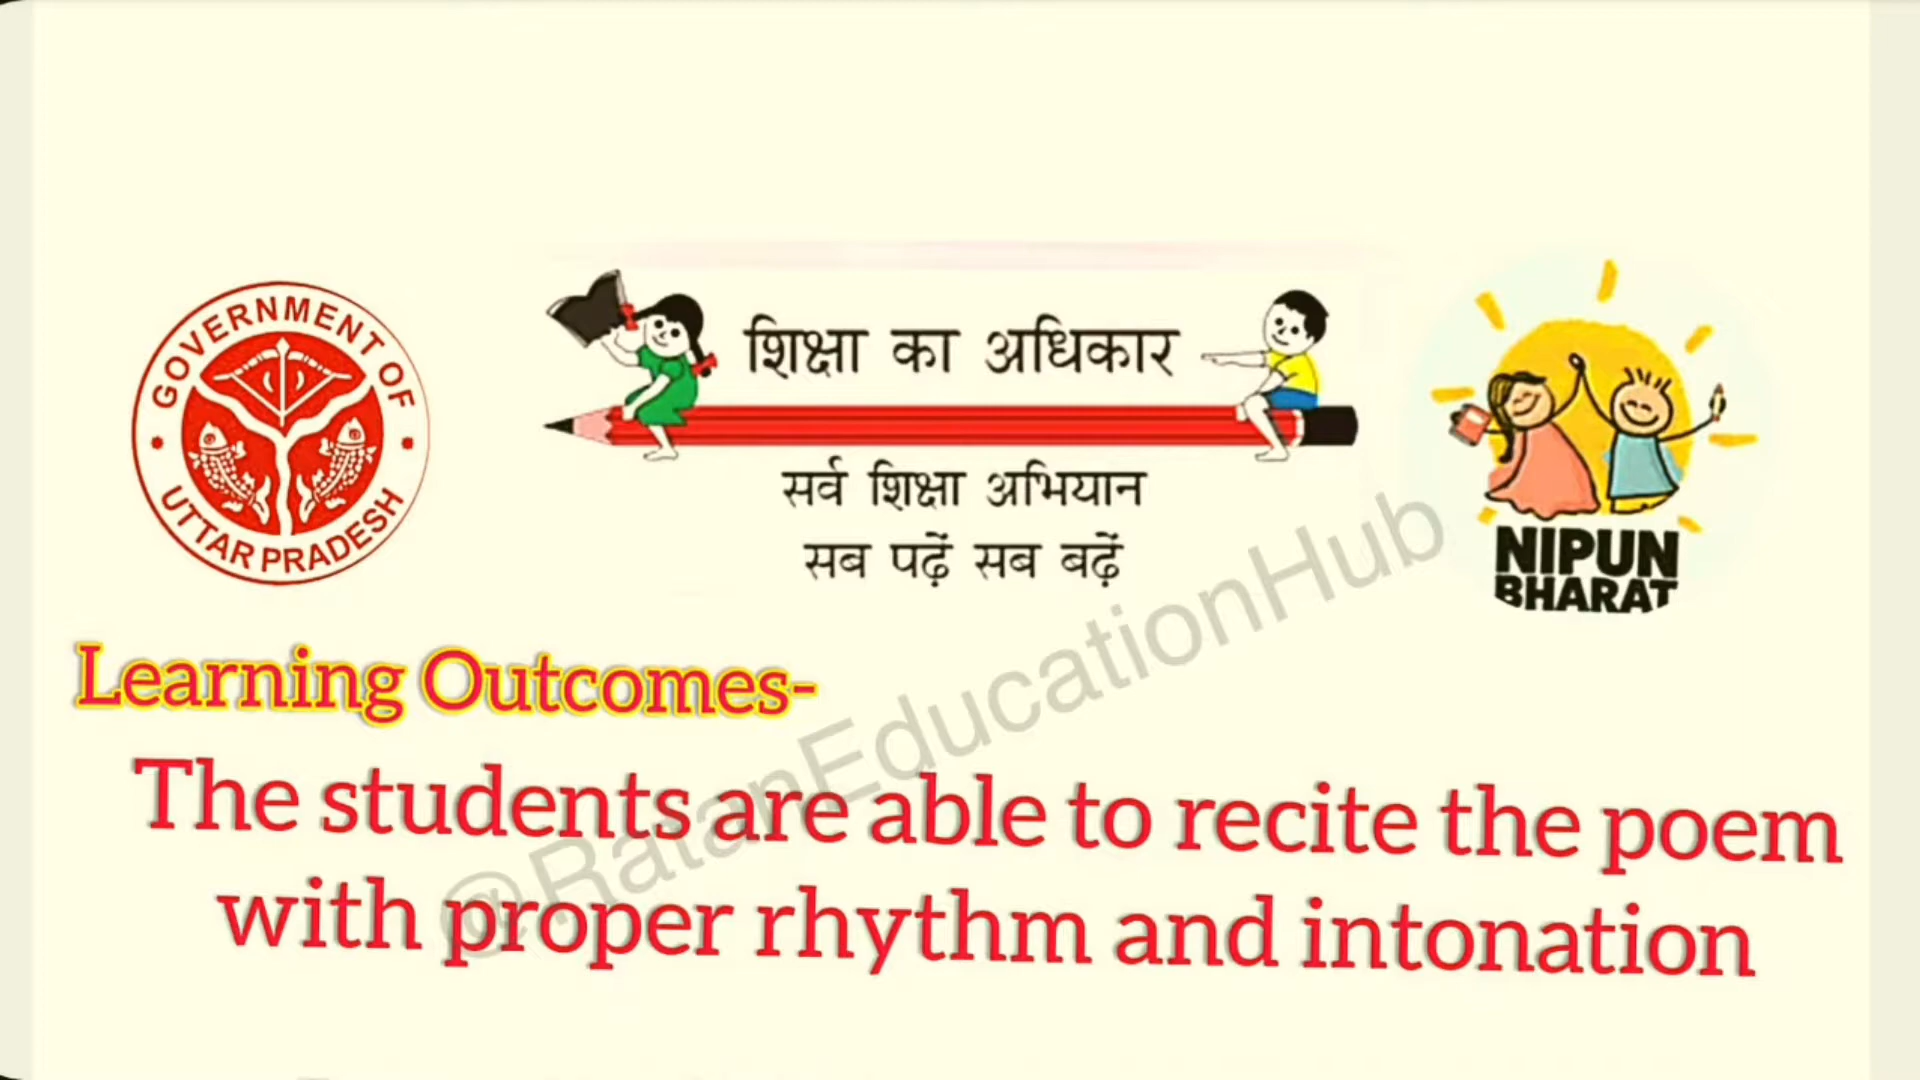 GOVERNMENT OF
UTTAR PRADESH
शिक्षा का अधिकार
सर्व शिक्षा अभियान
सब पढ़ें सब बढ़ें
NIPUN
BHARAT
@RatanEducationHub
Learning Outcomes-
The students are able to recite the poem
with proper rhythm and intonation